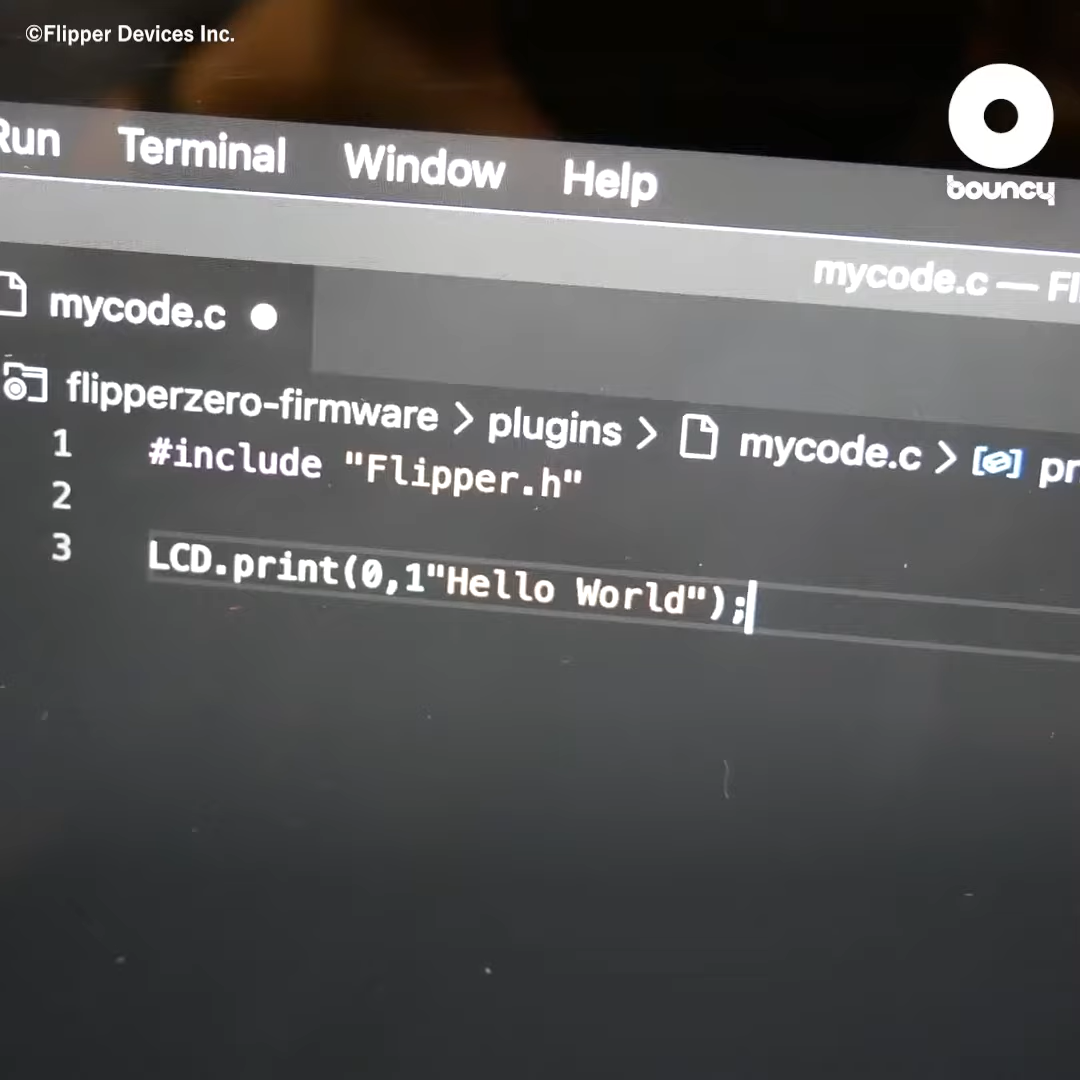 ©Flipper Devices Inc.
bouncy
Run Terminal Window Help
mycode.c — Fl
mycode.c
flipperzero-firmware > plugins > mycode.c > pr
1 #include "Flipper.h"
2
3 LCD.print(0,1"Hello World");